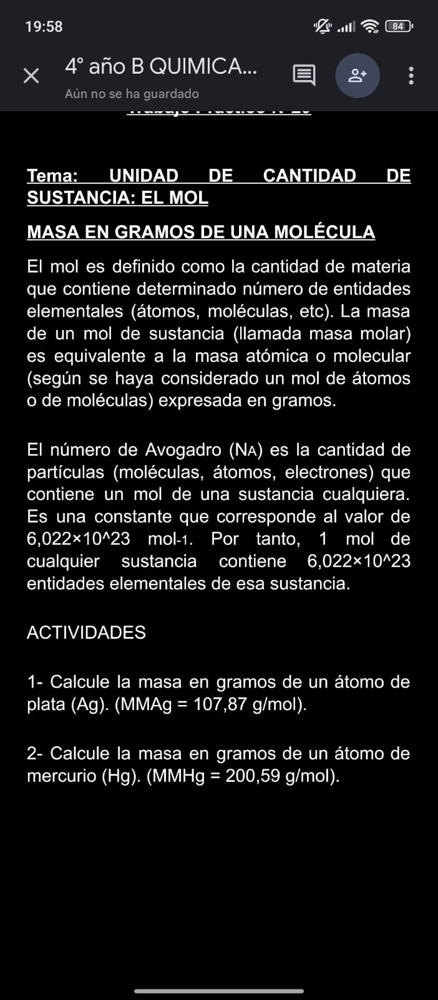 19:58
84
4° año B QUIMICA...
Aún no se ha guardado
Tema: UNIDAD DE CANTIDAD DE
SUSTANCIA: EL MOL
MASA EN GRAMOS DE UNA MOLÉCULA
El mol es definido como la cantidad de materia
que contiene determinado número de entidades
elementales (átomos, moléculas, etc). La masa
de un mol de sustancia (llamada masa molar)
es equivalente a la masa atómica o molecular
(según se haya considerado un mol de átomos
o de moléculas) expresada en gramos.
El número de Avogadro (NA) es la cantidad de
partículas (moléculas, átomos, electrones) que
contiene un mol de una sustancia cualquiera.
Es una constante que corresponde al valor de
6,022×10^23 mol-1. Por tanto, 1 mol de
cualquier sustancia contiene 6,022×10^23
entidades elementales de esa sustancia.
ACTIVIDADES
1- Calcule la masa en gramos de un átomo de
plata (Ag). (MMAg = 107,87 g/mol).
2- Calcule la masa en gramos de un átomo de
mercurio (Hg). (MMHg = 200,59 g/mol).